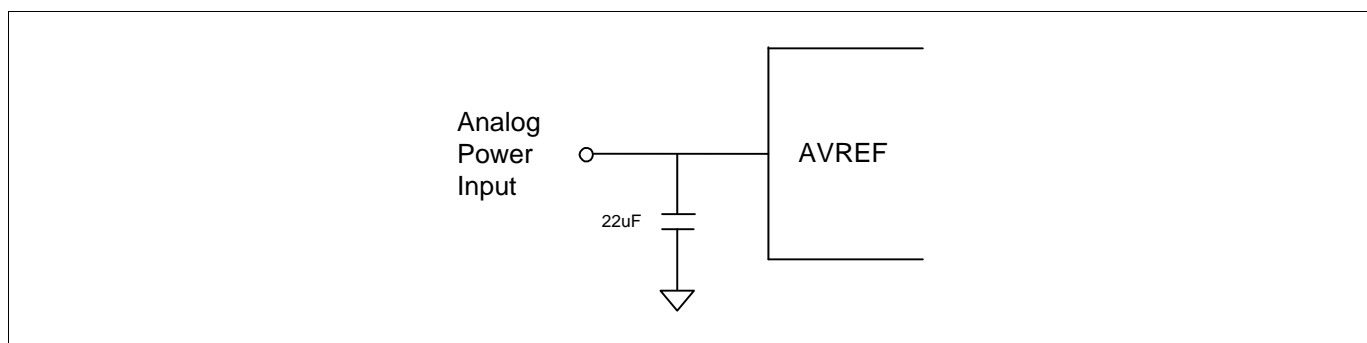 Analog
Power
Input
AVREF
22uF